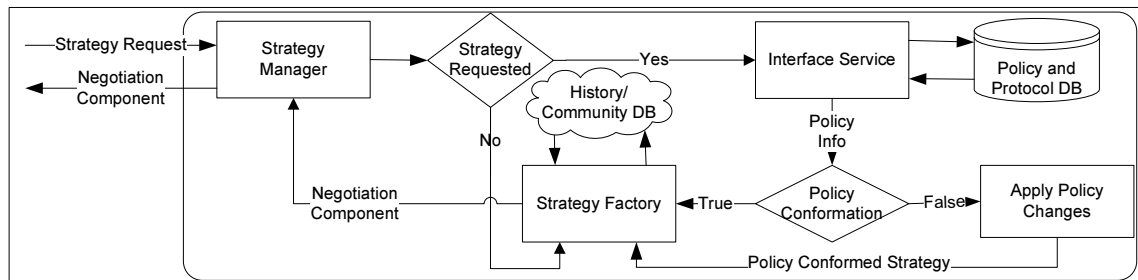 Strategy Request
Negotiation
Component
Strategy
Manager
Strategy
Requested
Yes
Interface Service
Policy and
Protocol DB
History/
Community DB
No
Policy
Info
Negotiation
Component
Strategy Factory
True
Policy
Conformation
False
Apply Policy
Changes
Policy Conformed Strategy